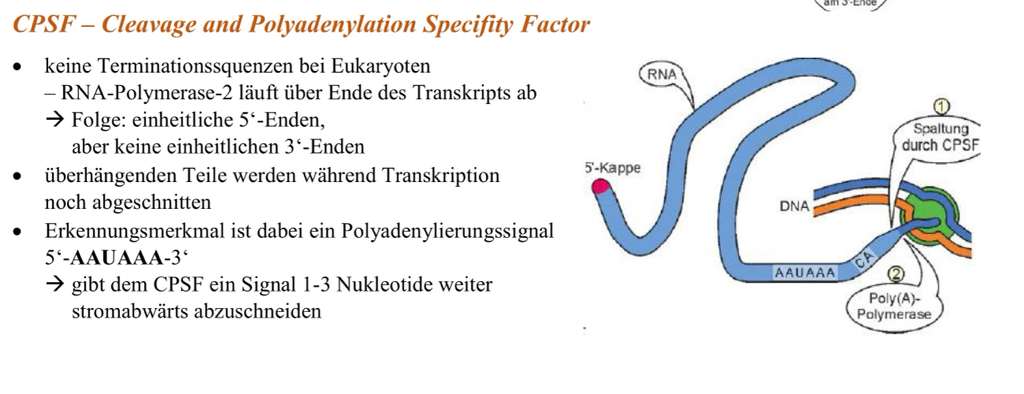 am 3'-Ende
CPSF – Cleavage and Polyadenylation Specifity Factor
• keine Terminationssquenzen bei Eukaryoten
– RNA-Polymerase-2 läuft über Ende des Transkripts ab
→ Folge: einheitliche 5‘-Enden,
aber keine einheitlichen 3‘-Enden
• überhängenden Teile werden während Transkription
noch abgeschnitten
• Erkennungsmerkmal ist dabei ein Polyadenylierungssignal
5‘-AAUAAA-3‘
→ gibt dem CPSF ein Signal 1-3 Nukleotide weiter
stromabwärts abzuschneiden
RNA
5'-Kappe
1
Spaltung
durch CPSF
DNA
AAUAAA
CA
2
Poly(A)-
Polymerase